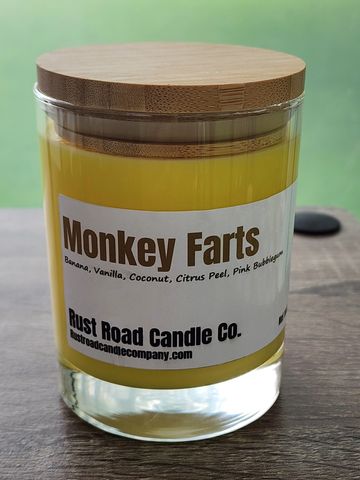 Monkey Farts
Banana, Vanilla, Coconut, Citrus Peel, Pink Bubblegum
Rust Road Candle Co.
Rustroadcandlecompany.com